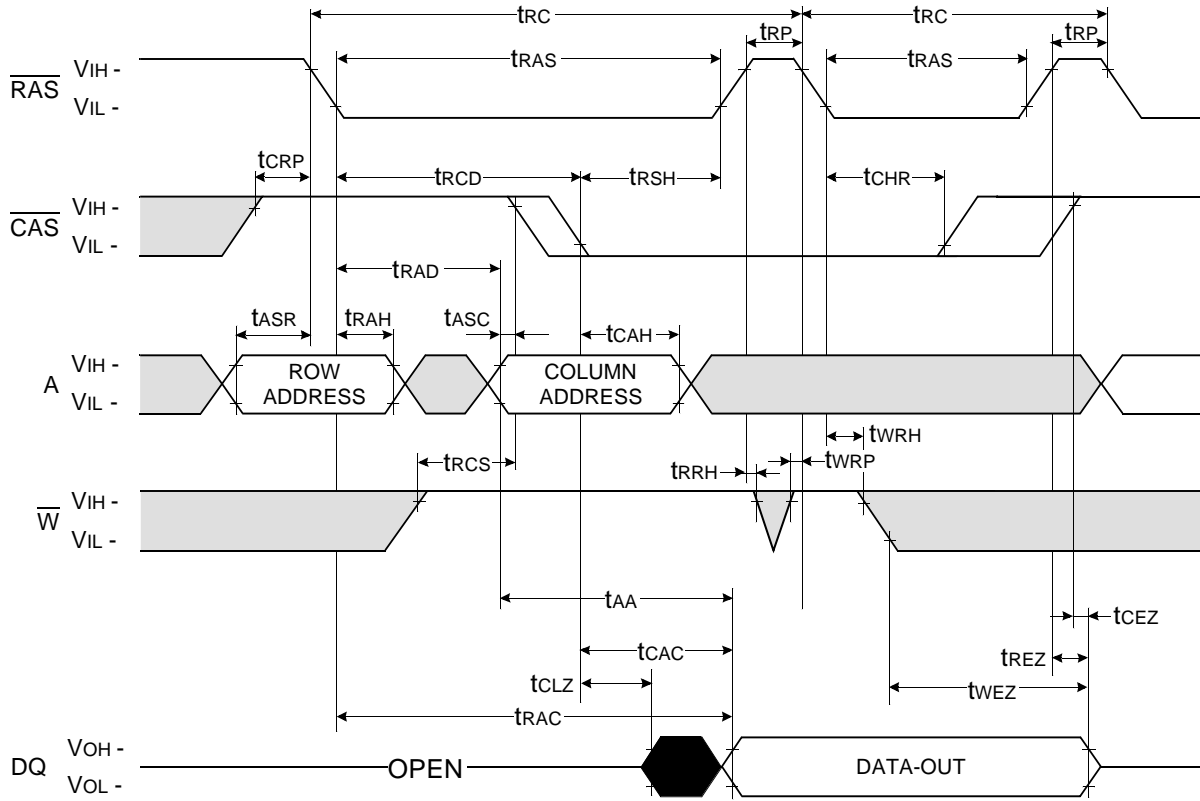 tRC tRC
tRP tRP
tRAS tRAS
RAS VIH -
VIL -
tCRP
tRCD tRSH tCHR
CAS VIH -
VIL -
tRAD
tASR tRAH tASC tCAH
A VIH -
VIL -
ROW
ADDRESS
COLUMN
ADDRESS
tWRH
tRCS tRRH tWRP
W VIH -
VIL -
tAA
tCEZ
tCAC tREZ
tCLZ tWEZ
tRAC
DQ VOH -
VOL -
OPEN DATA-OUT